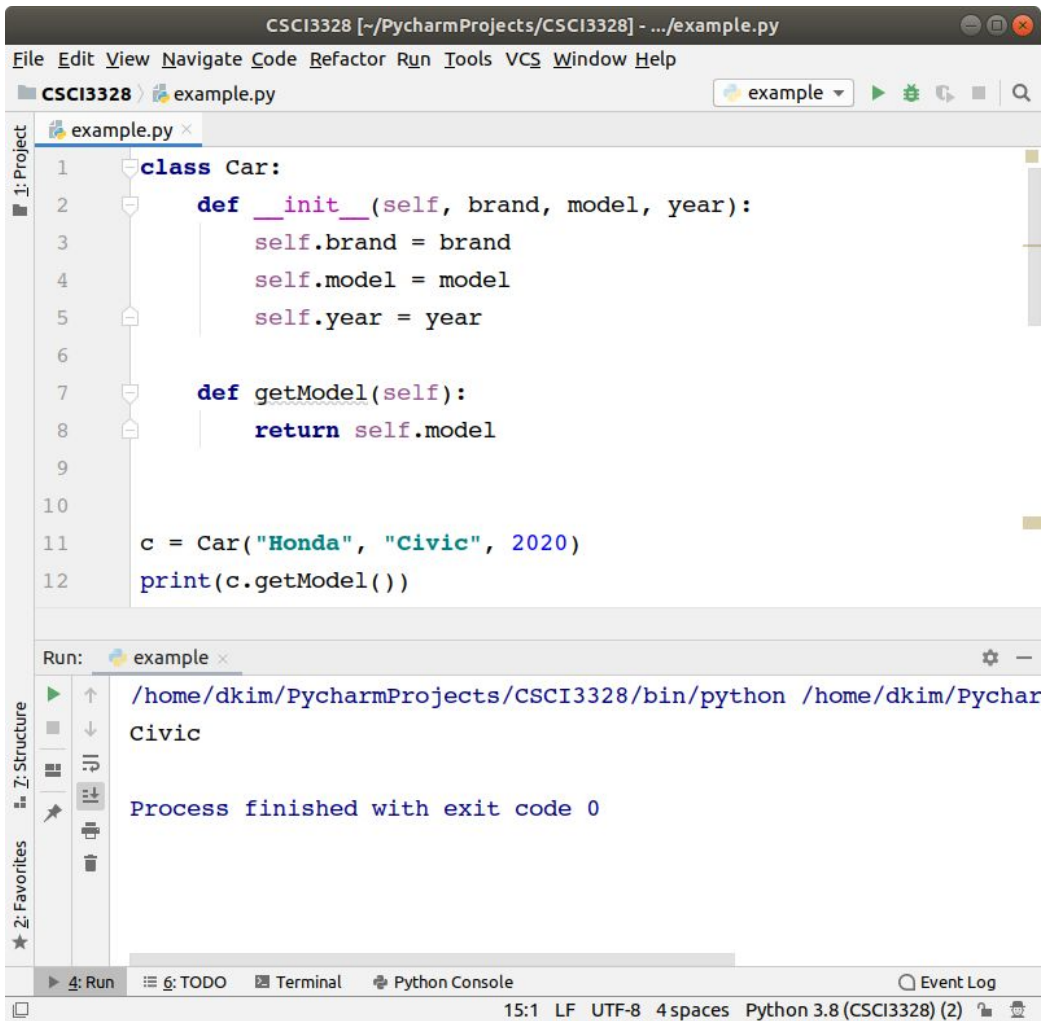 CSCI3328 [~/PycharmProjects/CSCI3328] - .../example.py
File Edit View Navigate Code Refactor Run Tools VCS Window Help
CSCI3328 example.py example
1: Project
example.py
1 class Car:
2     def __init__(self, brand, model, year):
3         self.brand = brand
4         self.model = model
5         self.year = year
6
7     def getModel(self):
8         return self.model
9
10
11 c = Car("Honda", "Civic", 2020)
12 print(c.getModel())
Run: example
/home/dkim/PycharmProjects/CSCI3328/bin/python /home/dkim/Pychar
Civic
Process finished with exit code 0
7: Structure
2: Favorites
4: Run 6: TODO Terminal Python Console Event Log
15:1 LF UTF-8 4 spaces Python 3.8 (CSCI3328) (2)